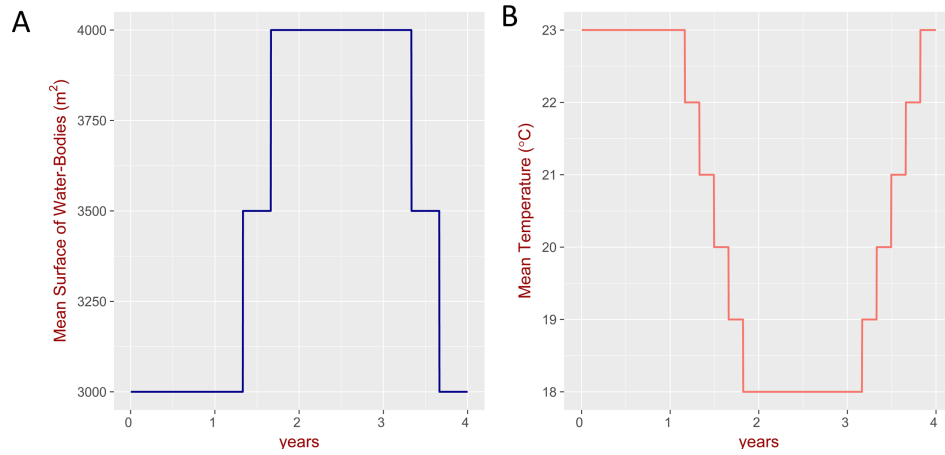 A
Mean Surface of Water-Bodies (m²)
4000
3750
3500
3250
3000
0 1 2 3 4
years
B
Mean Temperature (°C)
23
22
21
20
19
18
0 1 2 3 4
years